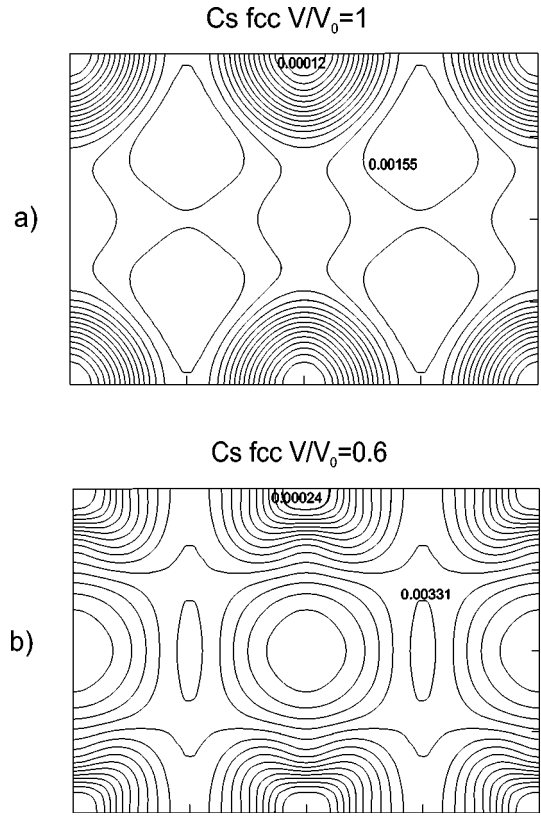 Cs fcc V/V₀=1
0.00012
0.00155
a)
Cs fcc V/V₀=0.6
0.00024
0.00331
b)